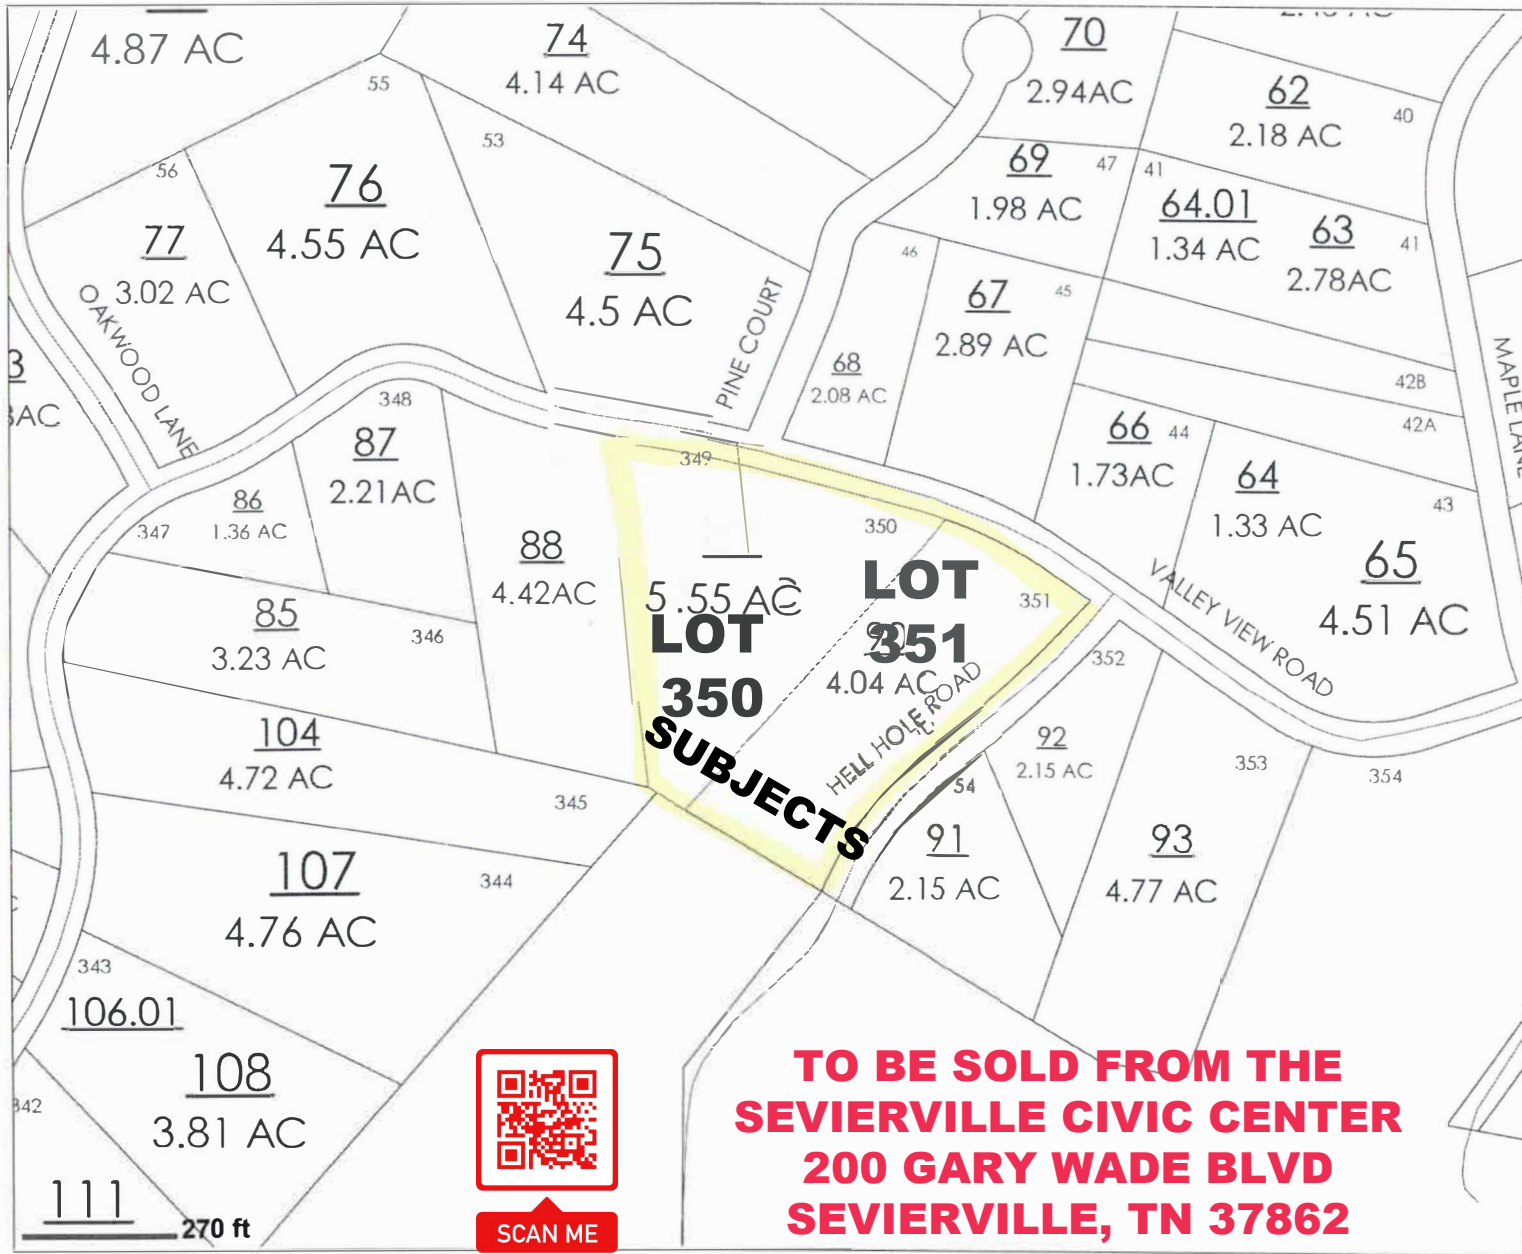 4.87 AC
74
4.14 AC
70
2.94AC
62
2.18 AC
40
55
53
56
76
4.55 AC
77
3.02 AC
75
4.5 AC
69
47
1.98 AC
41
64.01
1.34 AC
63
2.78AC
41
46
67
45
2.89 AC
68
2.08 AC
42B
42A
OAKWOOD LANE
PINE COURT
MAPLE LANE
348
87
2.21AC
86
1.36 AC
347
349
350
66
44
1.73AC
64
1.33 AC
43
65
4.51 AC
88
4.42AC
5.55 AC
LOT
350
LOT
351
4.04 AC
351
VALLEY VIEW ROAD
85
3.23 AC
346
352
HELL HOLE ROAD
SUBJECTS
104
4.72 AC
345
92
2.15 AC
54
353
354
91
2.15 AC
93
4.77 AC
107
4.76 AC
344
343
106.01
108
3.81 AC
342
111
270 ft
SCAN ME
TO BE SOLD FROM THE
SEVIERVILLE CIVIC CENTER
200 GARY WADE BLVD
SEVIERVILLE, TN 37862